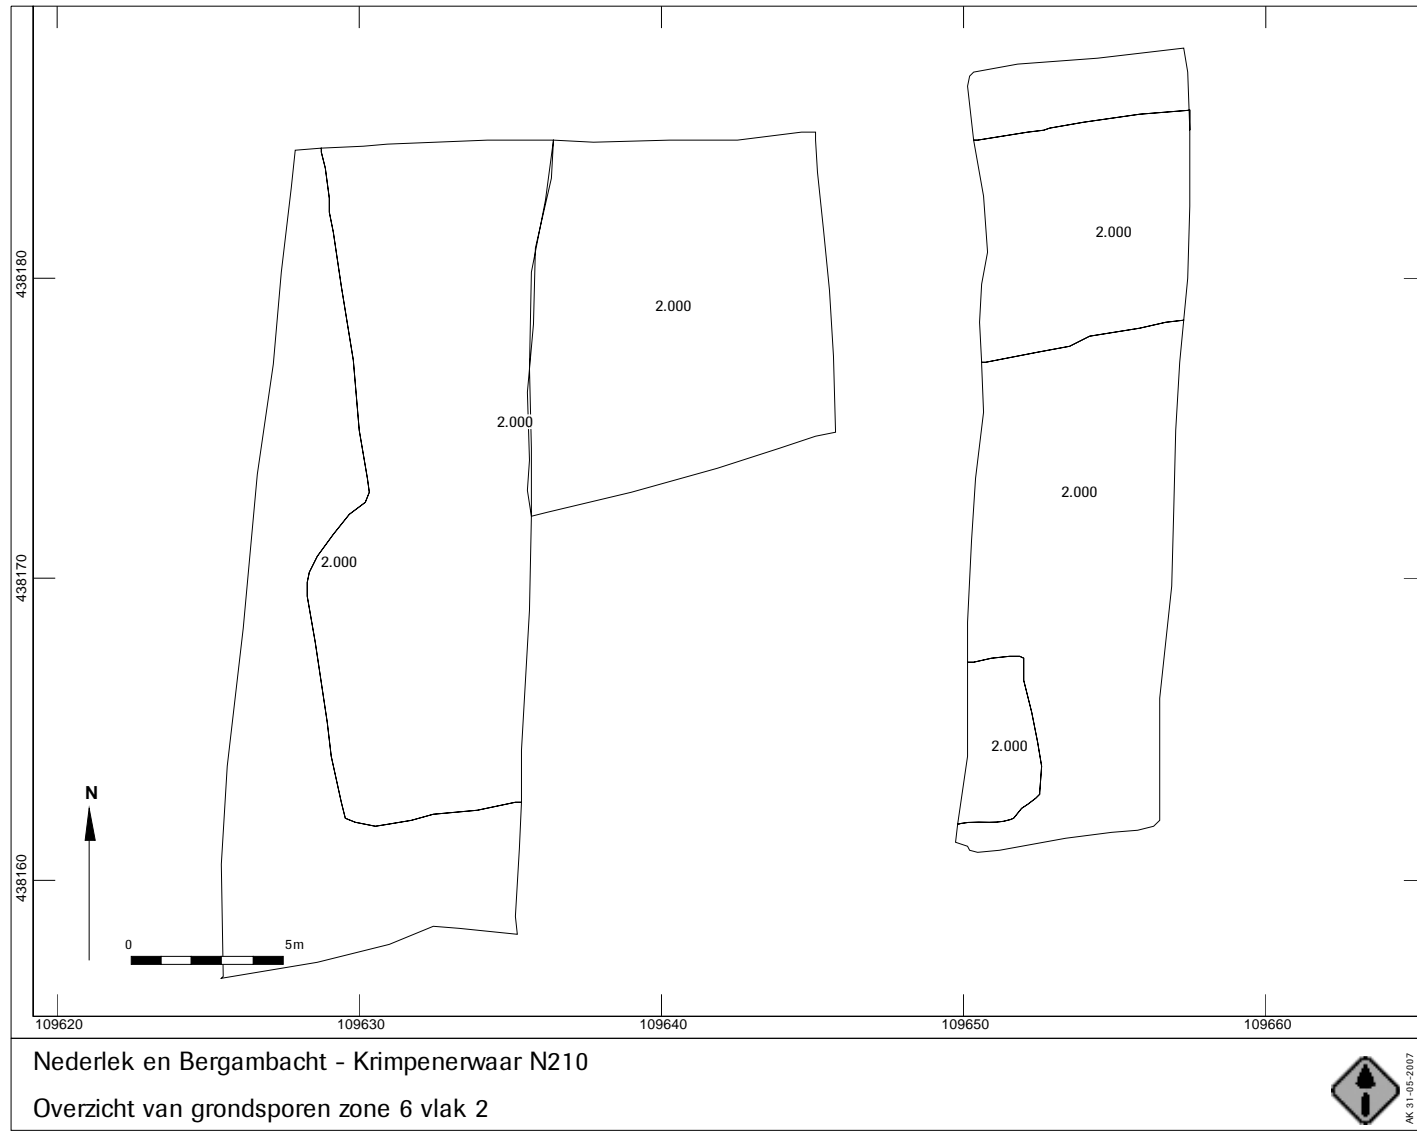 2.000
2.000
2.000
2.000
2.000
2.000
438180
438170
438160
N
0 5m
109620 109630 109640 109650 109660
Nederlek en Bergambacht - Krimpenerwaar N210
Overzicht van grondsporen zone 6 vlak 2
AK 31-05-2007